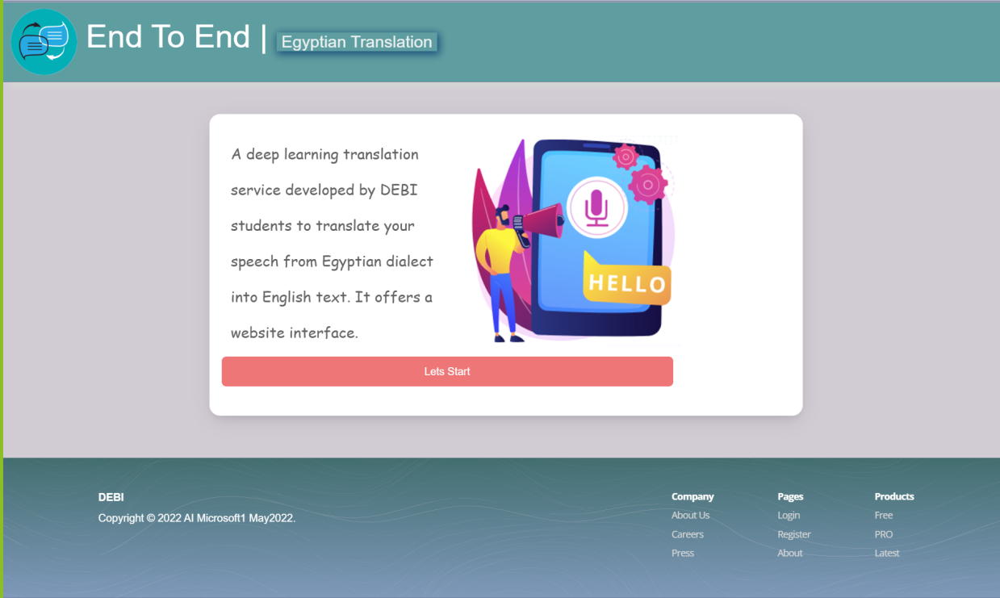 End To End | Egyptian Translation
A deep learning translation
service developed by DEBI
students to translate your
speech from Egyptian dialect
into English text. It offers a
website interface.
HELLO
Lets Start
DEBI
Copyright © 2022 AI Microsoft1 May2022.
Company
About Us
Careers
Press
Pages
Login
Register
About
Products
Free
PRO
Latest